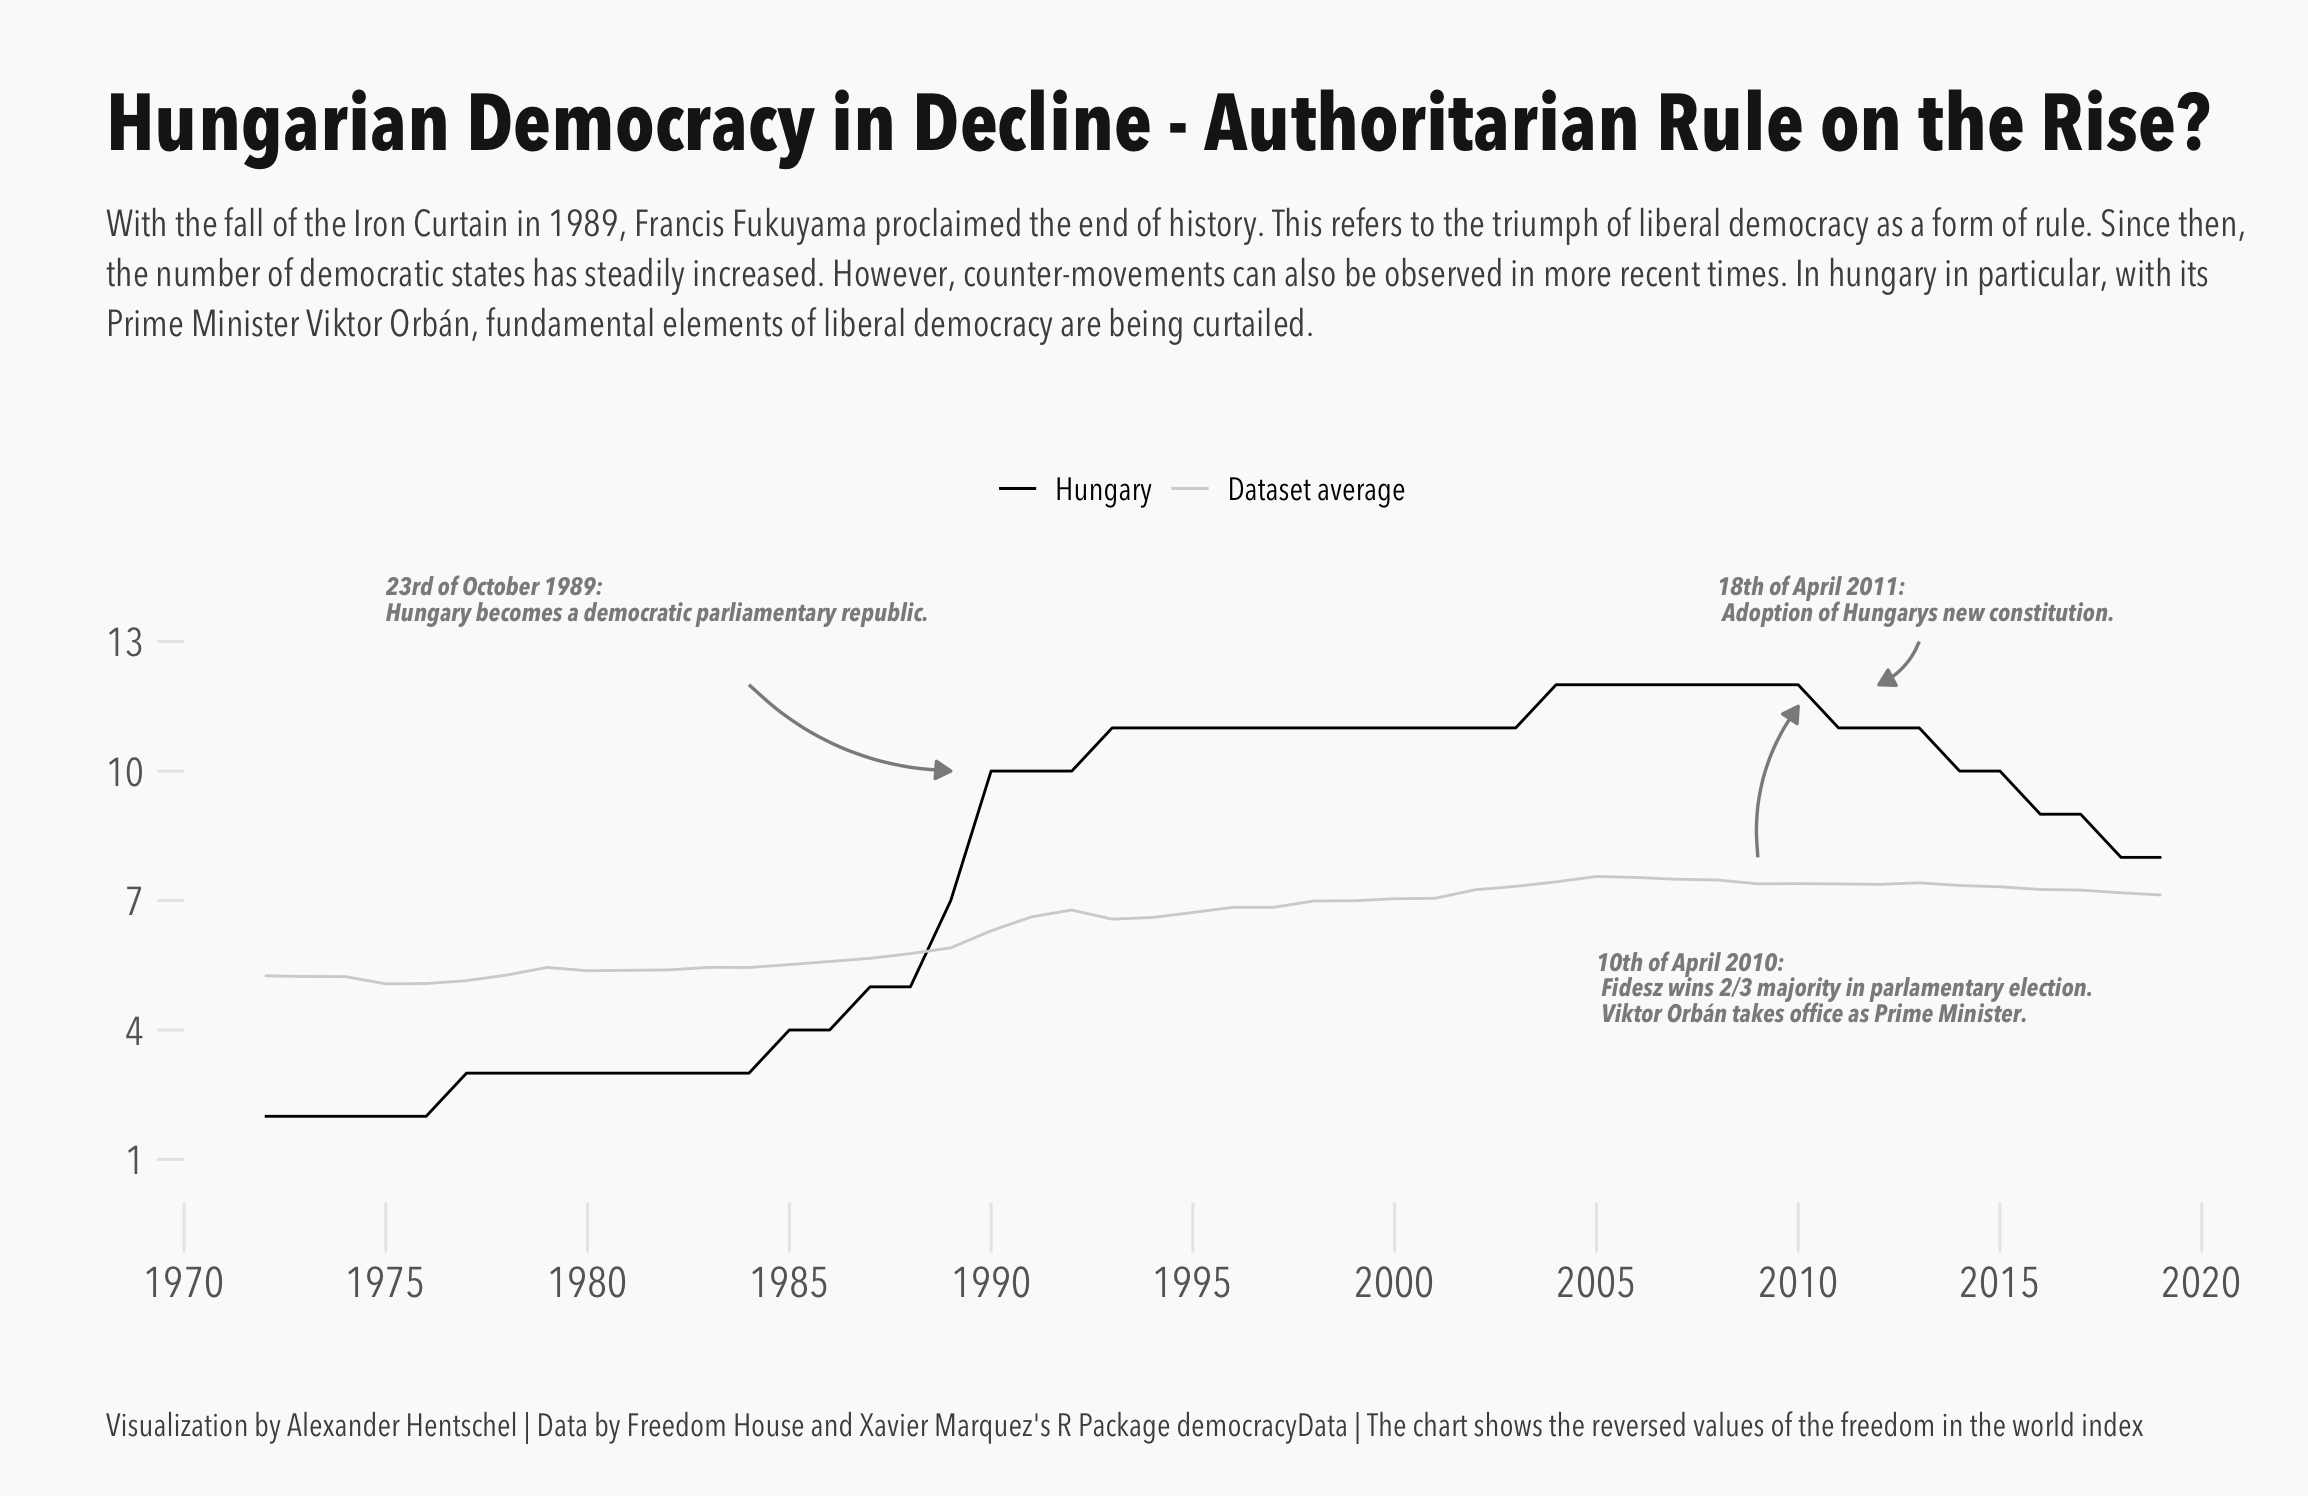 Hungarian Democracy in Decline - Authoritarian Rule on the Rise?
With the fall of the Iron Curtain in 1989, Francis Fukuyama proclaimed the end of history. This refers to the triumph of liberal democracy as a form of rule. Since then,
the number of democratic states has steadily increased. However, counter-movements can also be observed in more recent times. In hungary in particular, with its
Prime Minister Viktor Orbán, fundamental elements of liberal democracy are being curtailed.
Hungary
Dataset average
23rd of October 1989:
Hungary becomes a democratic parliamentary republic.
18th of April 2011:
Adoption of Hungarys new constitution.
13
10
7
4
1
10th of April 2010:
Fidesz wins 2/3 majority in parlamentary election.
Viktor Orbán takes office as Prime Minister.
1970
1975
1980
1985
1990
1995
2000
2005
2010
2015
2020
Visualization by Alexander Hentschel | Data by Freedom House and Xavier Marquez's R Package democracyData | The chart shows the reversed values of the freedom in the world index